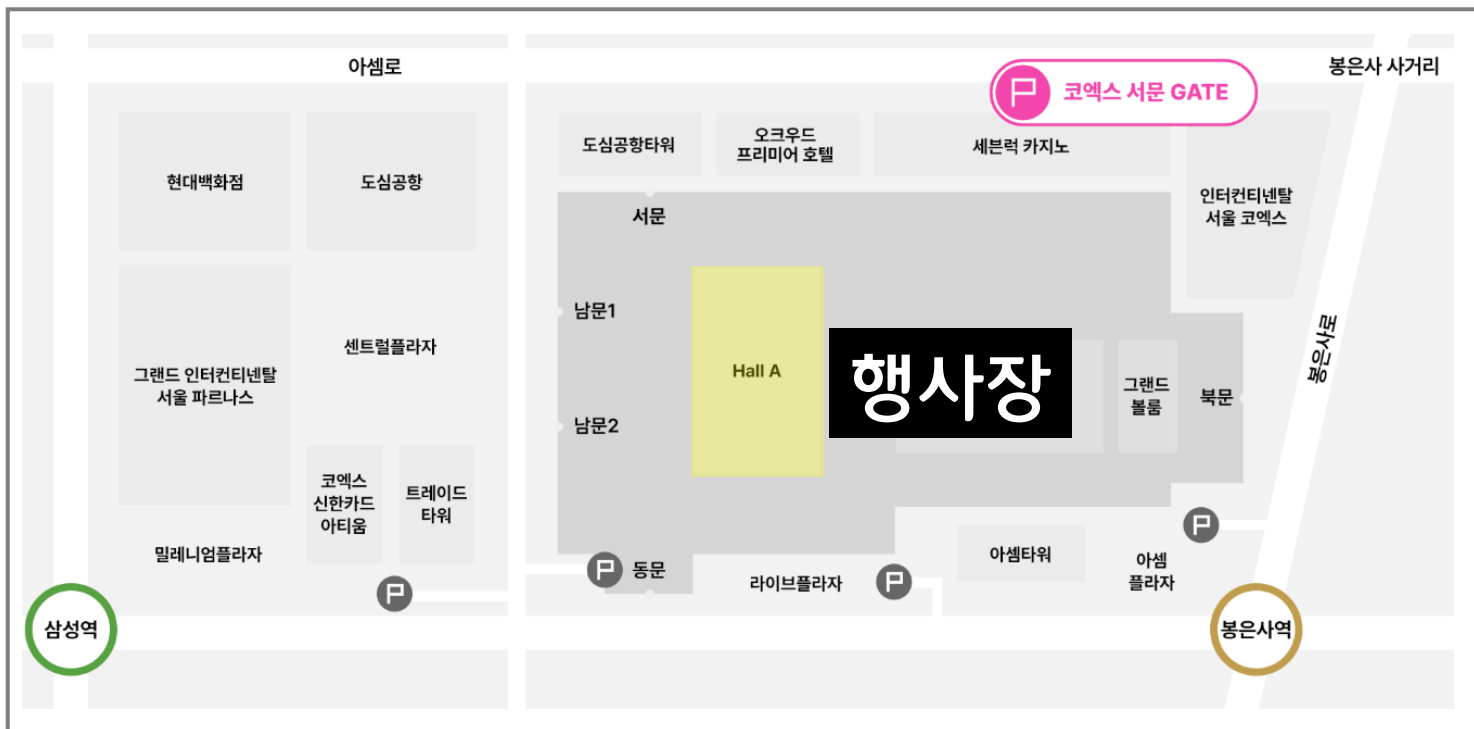 아셈로
봉은사 사거리
코엑스 서문 GATE
도심공항타워
오크우드
프리미어 호텔
세븐럭 카지노
현대백화점
도심공항
인터컨티넨탈
서울 코엑스
서문
남문1
센트럴플라자
Hall A
행사장
봉은사로
그랜드 인터컨티넨탈
서울 파르나스
그랜드
볼룸
북문
남문2
코엑스
신한카드
아티움
트레이드
타워
밀레니엄플라자
동문
라이브플라자
아셈타워
아셈
플라자
삼성역
봉은사역